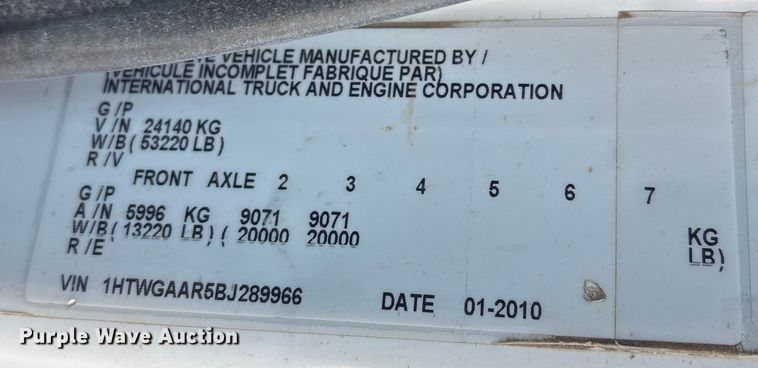 VEHICLE MANUFACTURED BY /
(VEHICULE INCOMPLET FABRIQUE PAR)
INTERNATIONAL TRUCK AND ENGINE CORPORATION
G / P
V / N 24140 KG
W/B ( 53220 LB )
R / V
FRONT AXLE 2 3 4 5 6 7
G / P
A / N 5996 KG 9071 9071 KG
W/B ( 13220 LB ) ( 20000 20000 LB )
R / E
VIN 1HTWGAAR5BJ289966 DATE 01-2010
Purple Wave Auction